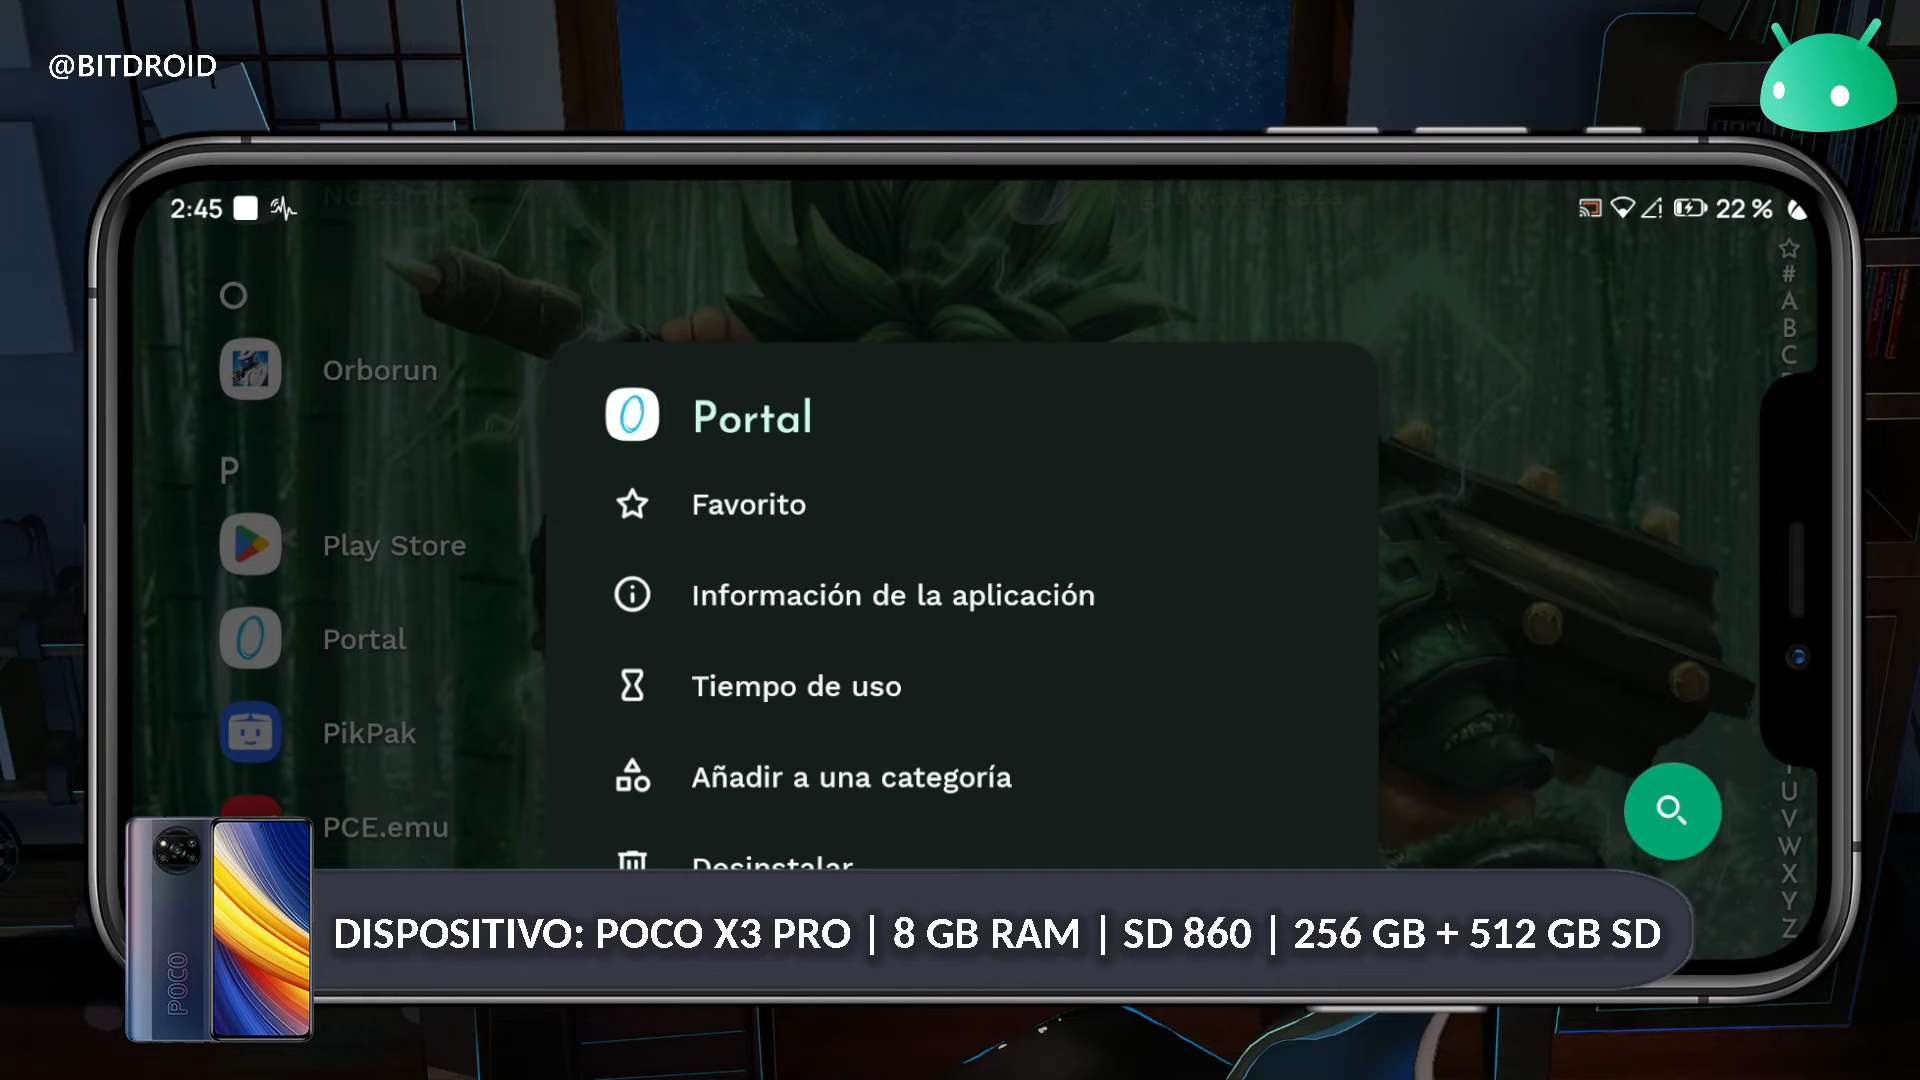 @BITDROID
2:45
22 %
☆
#
A
B
C
O
Orborun
P
Play Store
Portal
PikPak
PCE.emu
Portal
Favorito
Información de la aplicación
Tiempo de uso
Añadir a una categoría
Desinstalar
U
V
W
X
Y
Z
POCO
DISPOSITIVO: POCO X3 PRO | 8 GB RAM | SD 860 | 256 GB + 512 GB SD